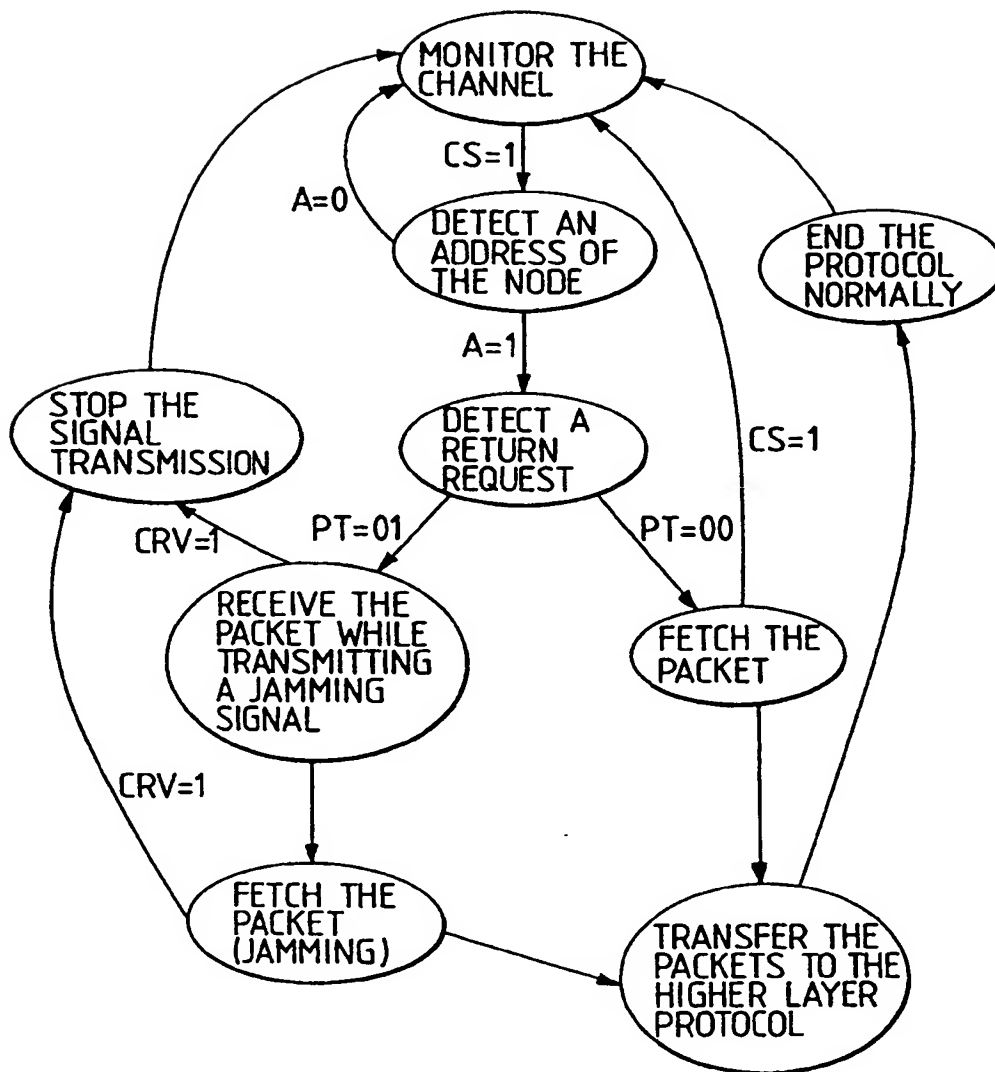 MONITOR THE
CHANNEL
CS=1
A=0
DETECT AN
ADDRESS OF
THE NODE
END THE
PROTOCOL
NORMALLY
A=1
STOP THE
SIGNAL
TRANSMISSION
DETECT A
RETURN
REQUEST
CS=1
CRV=1
PT=01
PT=00
RECEIVE THE
PACKET WHILE
TRANSMITTING
A JAMMING
SIGNAL
FETCH THE
PACKET
CRV=1
FETCH THE
PACKET
(JAMMING)
TRANSFER THE
PACKETS TO THE
HIGHER LAYER
PROTOCOL